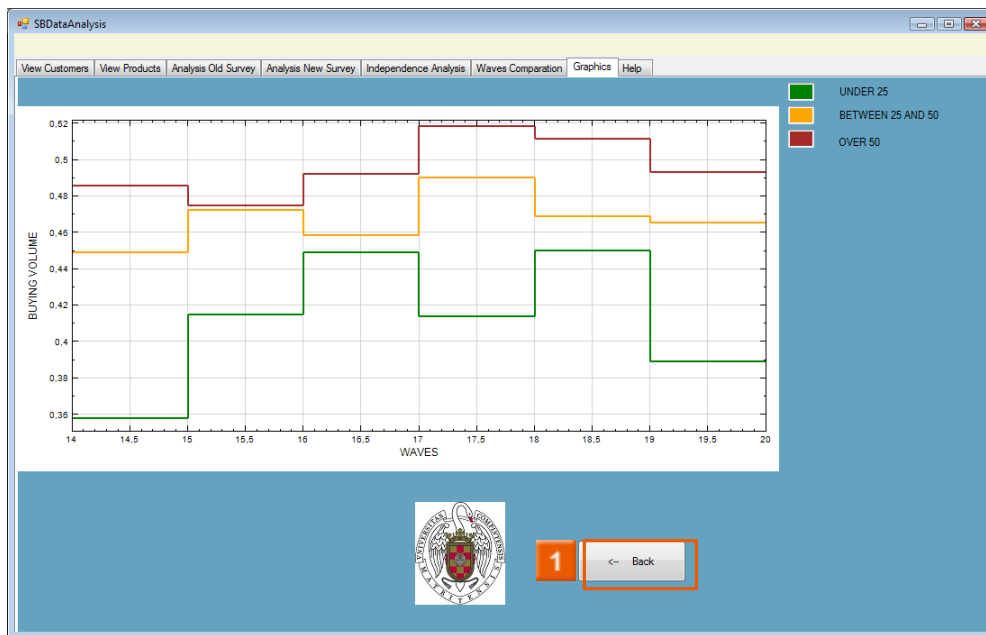 SBDataAnalysis
View Customers View Products Analysis Old Survey Analysis New Survey Independence Analysis Waves Comparation Graphics Help
UNDER 25
BETWEEN 25 AND 50
OVER 50
0,52
0,5
0,48
0,46
0,44
0,42
0,4
0,38
0,36
BUYING VOLUME
14 14,5 15 15,5 16 16,5 17 17,5 18 18,5 19 19,5 20
WAVES
VNIVERSITAS COMPLVTENSIS
MATRITENSIS
1
<-- Back